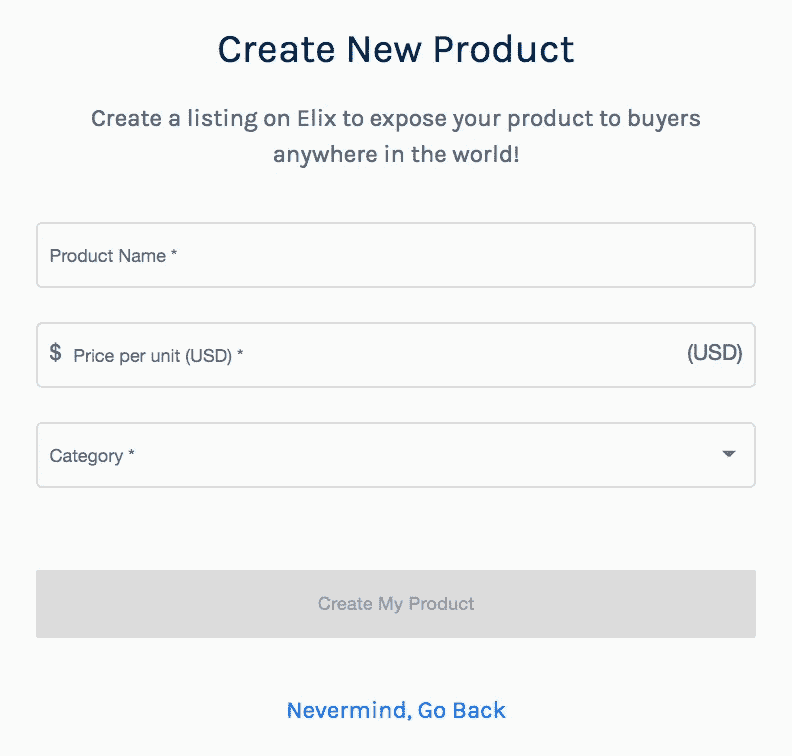 Create New Product
Create a listing on Elix to expose your product to buyers
anywhere in the world!
Product Name *
$ Price per unit (USD) * (USD)
Category *
Create My Product
Nevermind, Go Back